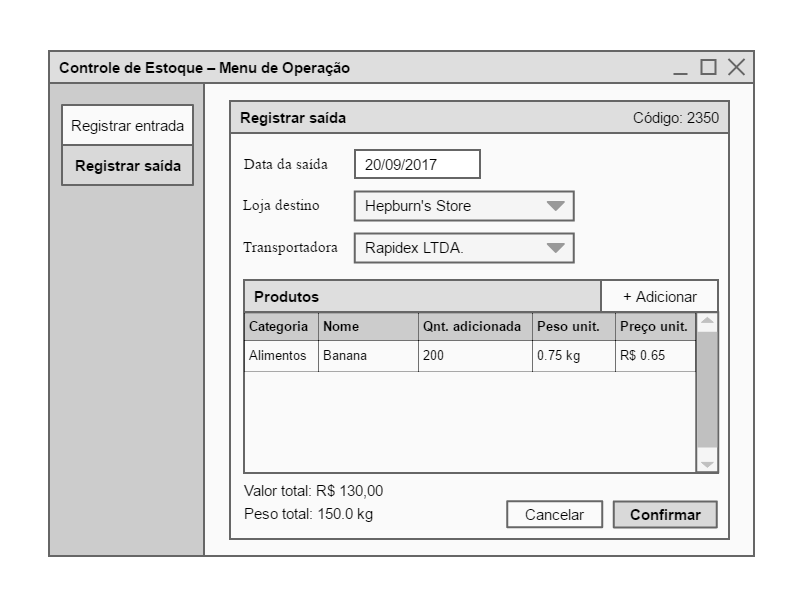 Controle de Estoque – Menu de Operação
Registrar entrada
Registrar saída
Registrar saída Código: 2350
Data da saída 20/09/2017
Loja destino Hepburn's Store
Transportadora Rapidex LTDA.
Produtos + Adicionar
Categoria Nome Qnt. adicionada Peso unit. Preço unit.
Alimentos Banana 200 0.75 kg R$ 0.65
Valor total: R$ 130,00
Peso total: 150.0 kg
Cancelar Confirmar